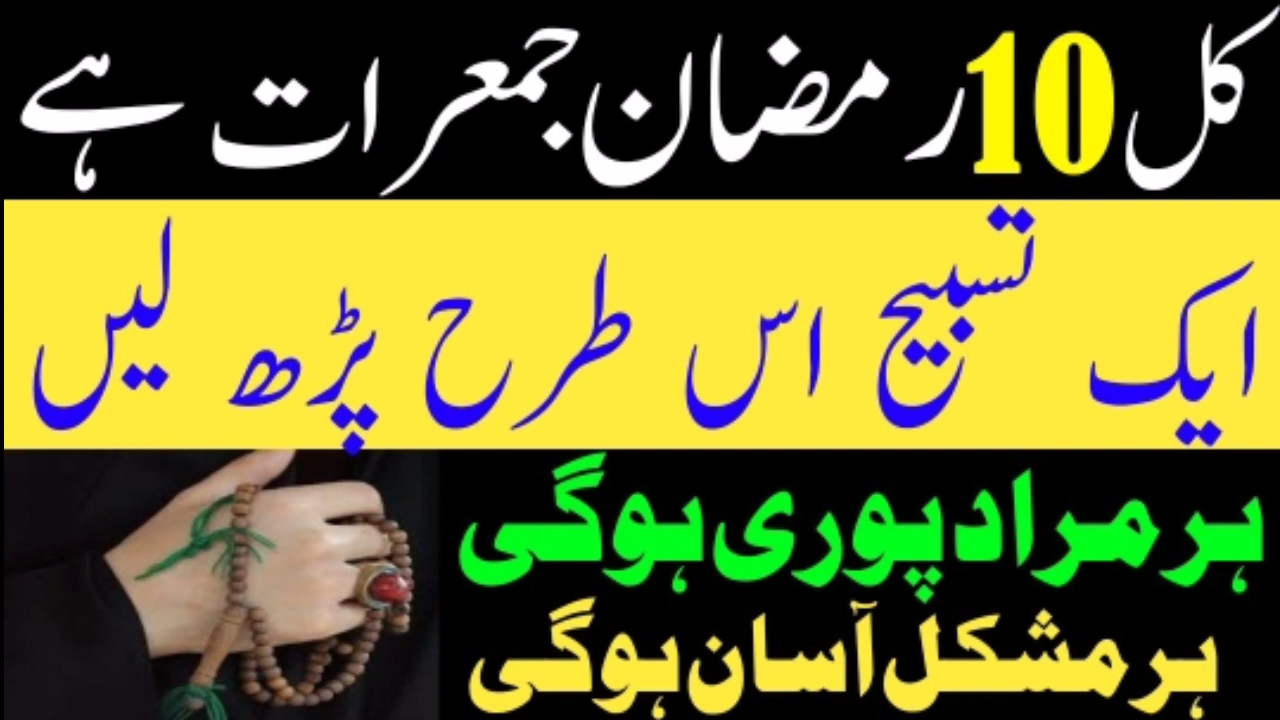 کل 10 رمضان جمعرات ہے
ایک تسبیح اس طرح پڑھ لیں
ہر مراد پوری ہوگی
ہر مشکل آسان ہوگی